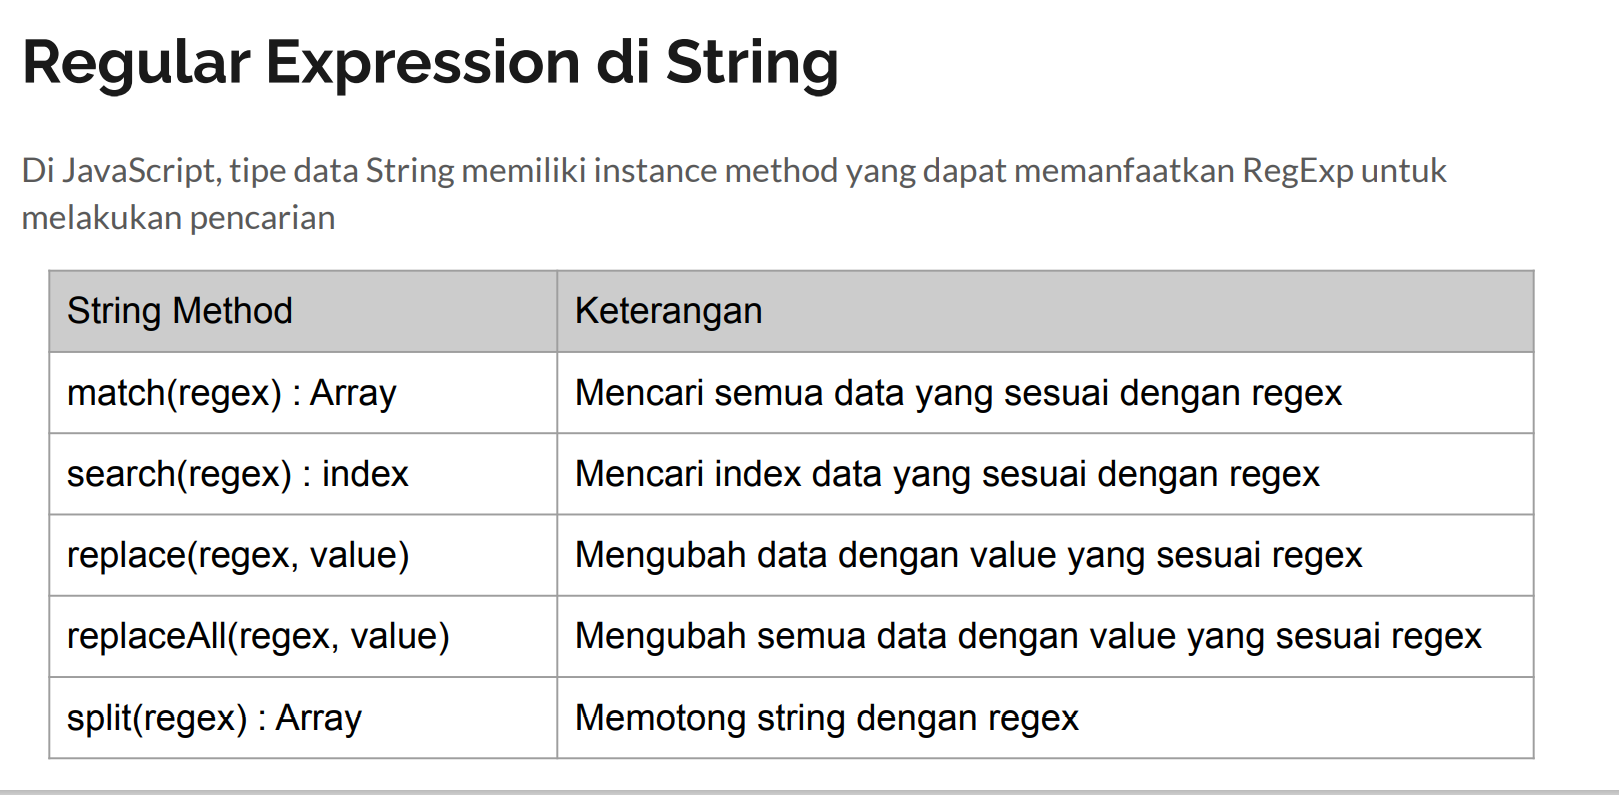 Regular Expression di String
Di JavaScript, tipe data String memiliki instance method yang dapat memanfaatkan RegExp untuk
melakukan pencarian
String Method Keterangan
match(regex) : Array Mencari semua data yang sesuai dengan regex
search(regex) : index Mencari index data yang sesuai dengan regex
replace(regex, value) Mengubah data dengan value yang sesuai regex
replaceAll(regex, value) Mengubah semua data dengan value yang sesuai regex
split(regex) : Array Memotong string dengan regex